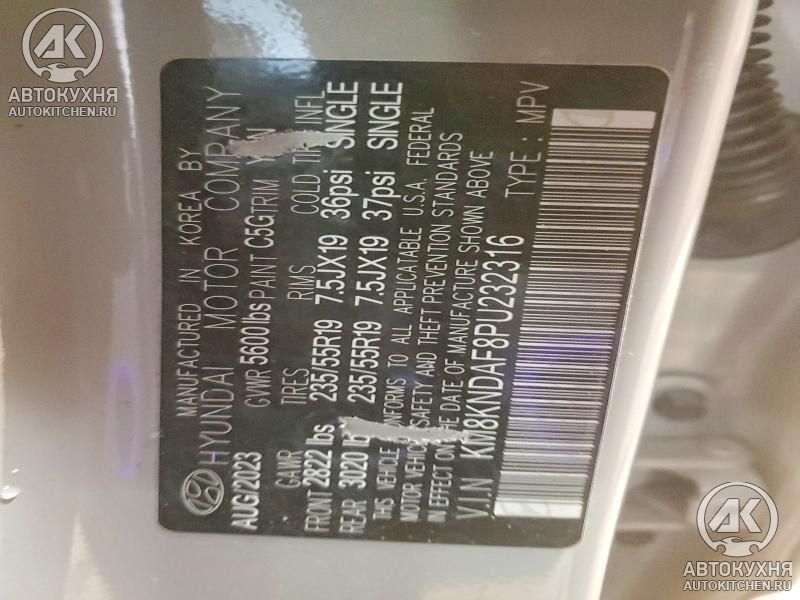 АВТОКУХНЯ
AUTOKITCHEN.RU
MANUFACTURED IN KOREA BY
HYUNDAI MOTOR COMPANY
AUG/2023 GVWR 5600lbs PAINT C5G TRIM
GAWR TIRES RIMS COLD INFL
FRONT 2822 lbs 235/55R19 7.5JX19 36psi SINGLE
REAR 3020 235/55R19 7.5JX19 37psi SINGLE
THIS VEHICLE CONFORMS TO ALL APPLICABLE U.S.A. FEDERAL
MOTOR VEHICLE SAFETY AND THEFT PREVENTION STANDARDS
IN EFFECT ON THE DATE OF MANUFACTURE SHOWN ABOVE
V.I.N KM8KNDAF8PU232316 TYPE : MPV
АВТОКУХНЯ
AUTOKITCHEN.RU